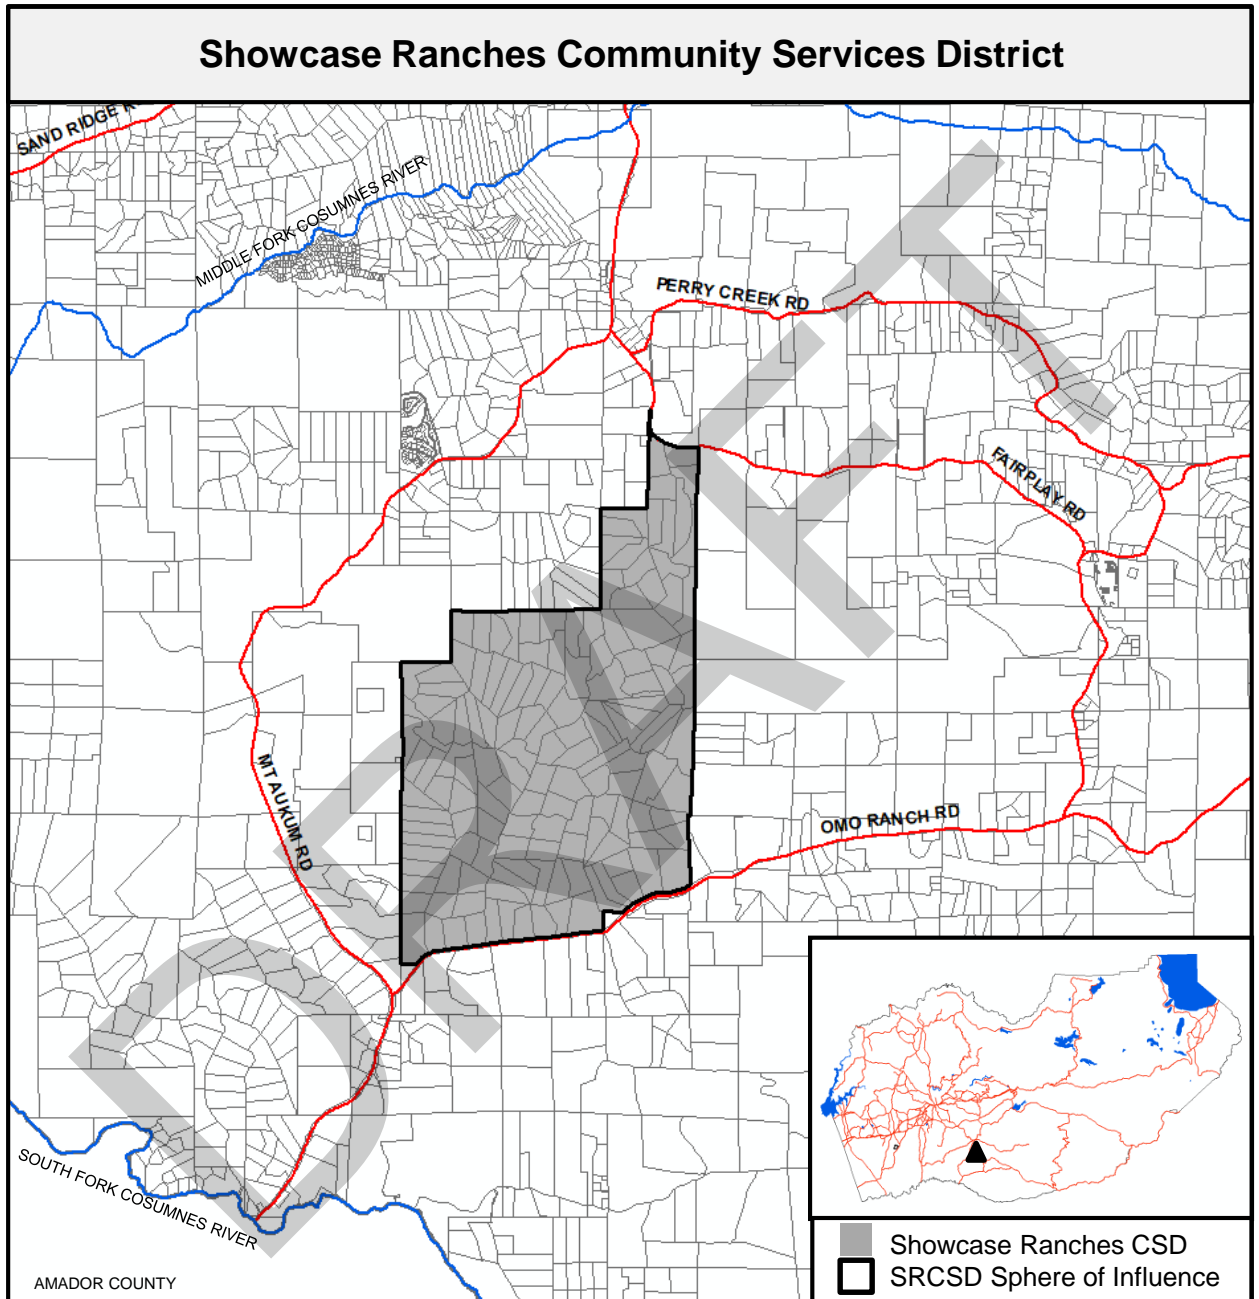 Showcase Ranches Community Services District
SAND RIDGE
MIDDLE FORK COSUMNES RIVER
PERRY CREEK RD
FAIRPLAY RD
MT AUKUM RD
OMO RANCH RD
DRAFT
SOUTH FORK COSUMNES RIVER
AMADOR COUNTY
Showcase Ranches CSD
SRCSD Sphere of Influence